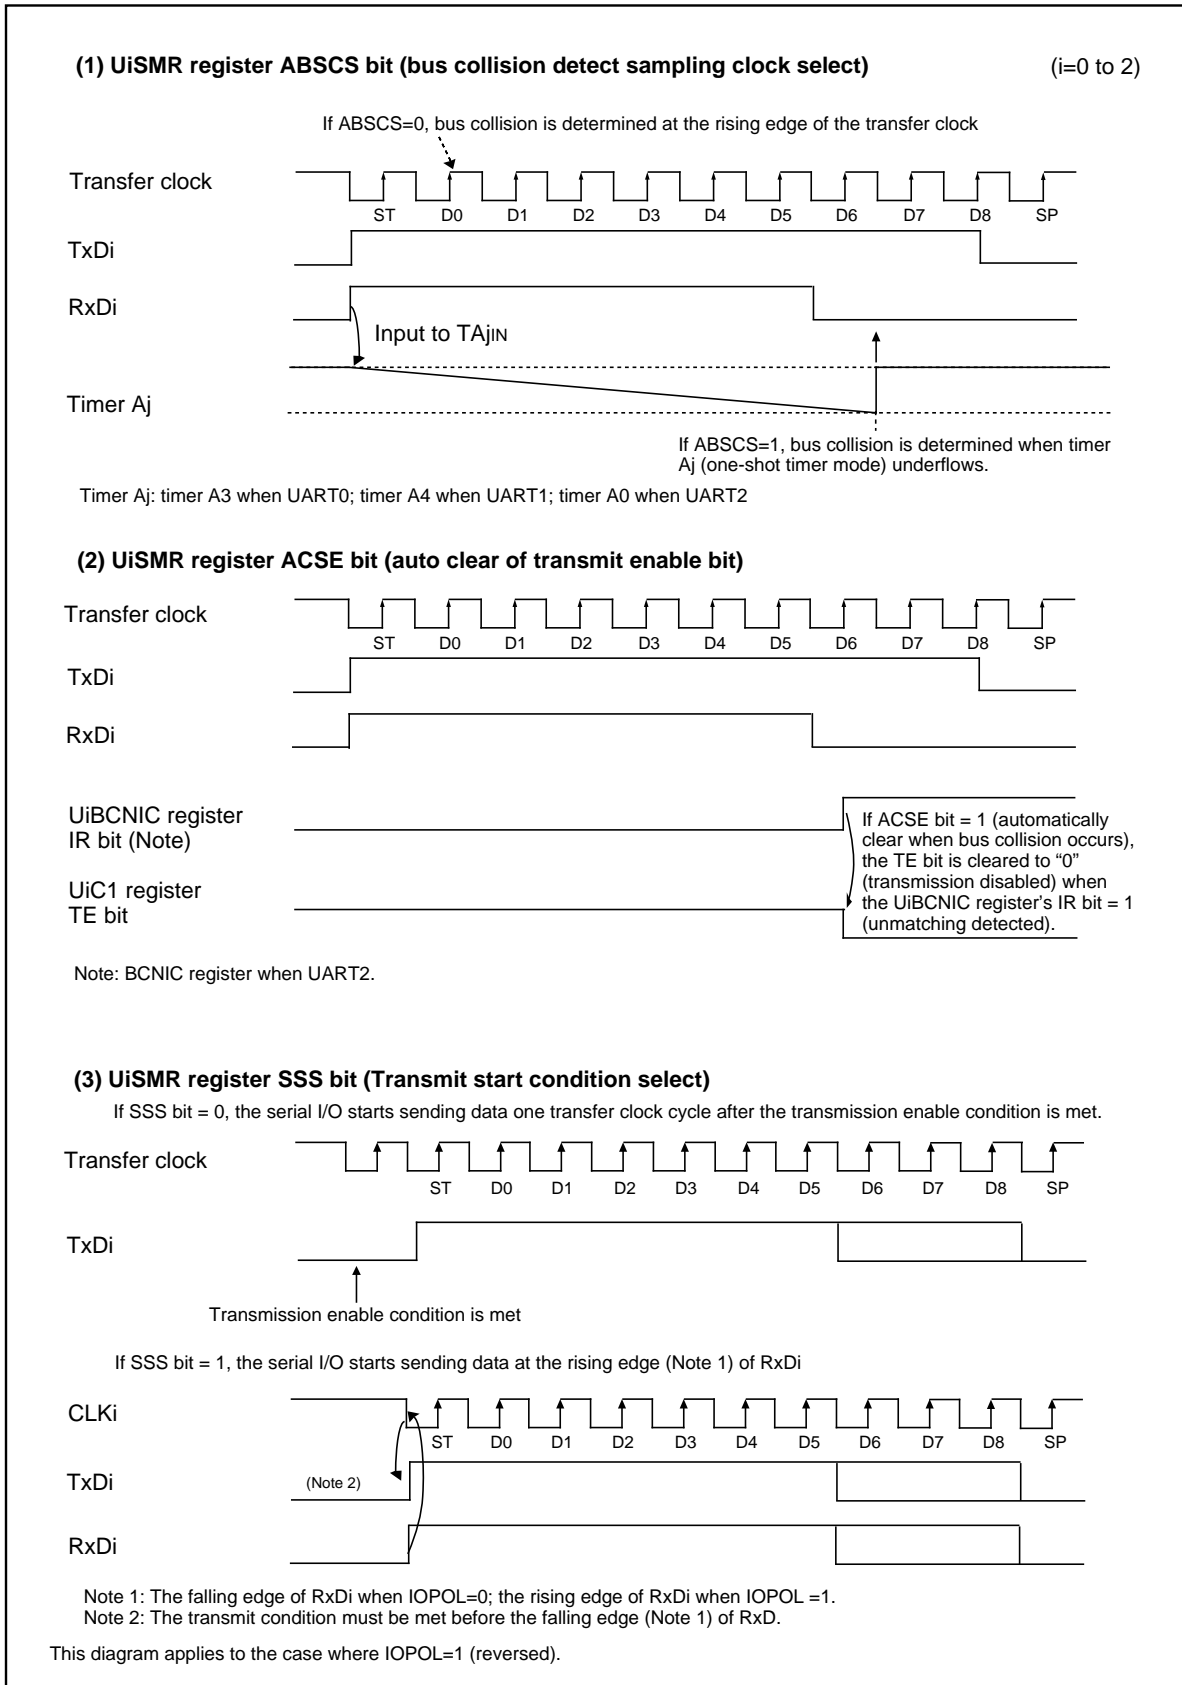 (1) UiSMR register ABSCS bit (bus collision detect sampling clock select) (i=0 to 2)
If ABSCS=0, bus collision is determined at the rising edge of the transfer clock
Transfer clock
ST D0 D1 D2 D3 D4 D5 D6 D7 D8 SP
TxDi
RxDi
Input to TAjIN
Timer Aj
If ABSCS=1, bus collision is determined when timer
Aj (one-shot timer mode) underflows.
Timer Aj: timer A3 when UART0; timer A4 when UART1; timer A0 when UART2
(2) UiSMR register ACSE bit (auto clear of transmit enable bit)
Transfer clock
ST D0 D1 D2 D3 D4 D5 D6 D7 D8 SP
TxDi
RxDi
UiBCNIC register
IR bit (Note)
If ACSE bit = 1 (automatically
clear when bus collision occurs),
the TE bit is cleared to “0”
(transmission disabled) when
the UiBCNIC register's IR bit = 1
(unmatching detected).
UiC1 register
TE bit
Note: BCNIC register when UART2.
(3) UiSMR register SSS bit (Transmit start condition select)
If SSS bit = 0, the serial I/O starts sending data one transfer clock cycle after the transmission enable condition is met.
Transfer clock
ST D0 D1 D2 D3 D4 D5 D6 D7 D8 SP
TxDi
Transmission enable condition is met
If SSS bit = 1, the serial I/O starts sending data at the rising edge (Note 1) of RxDi
CLKi
ST D0 D1 D2 D3 D4 D5 D6 D7 D8 SP
TxDi
(Note 2)
RxDi
Note 1: The falling edge of RxDi when IOPOL=0; the rising edge of RxDi when IOPOL =1.
Note 2: The transmit condition must be met before the falling edge (Note 1) of RxD.
This diagram applies to the case where IOPOL=1 (reversed).